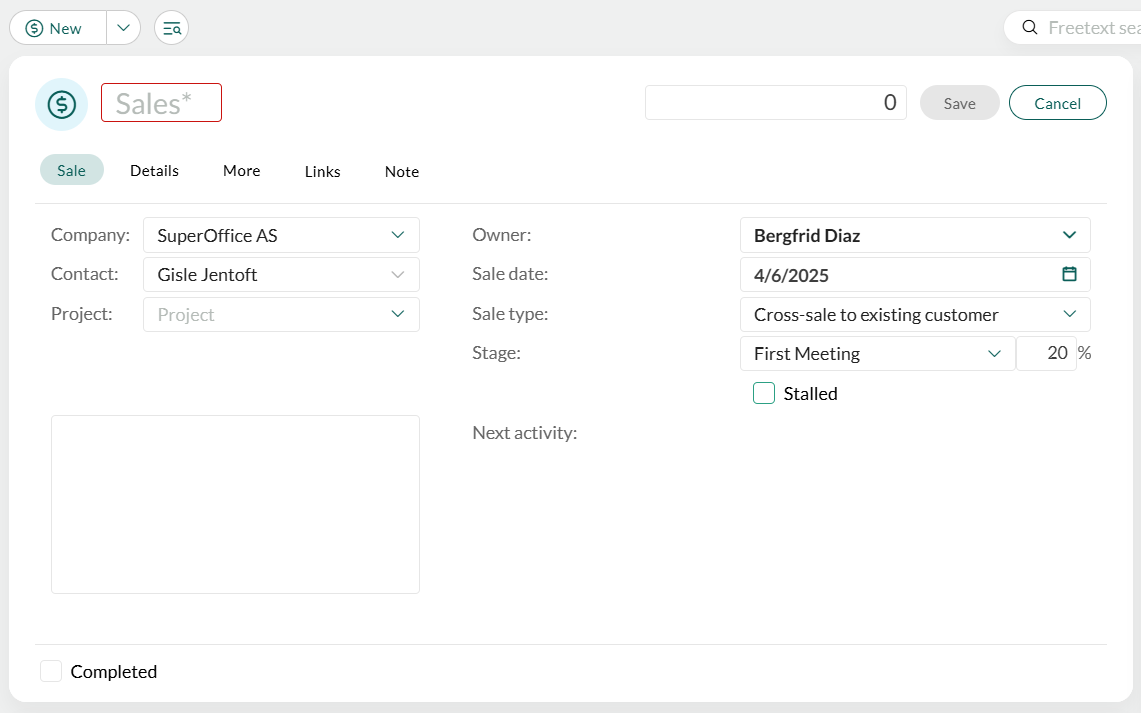 New
Freetext sea
Sales*
0
Save
Cancel
Sale
Details
More
Links
Note
Company:
SuperOffice AS
Owner:
Bergfrid Diaz
Contact:
Gisle Jentoft
Sale date:
4/6/2025
Project:
Project
Sale type:
Cross-sale to existing customer
Stage:
First Meeting
20 %
Stalled
Next activity:
Completed